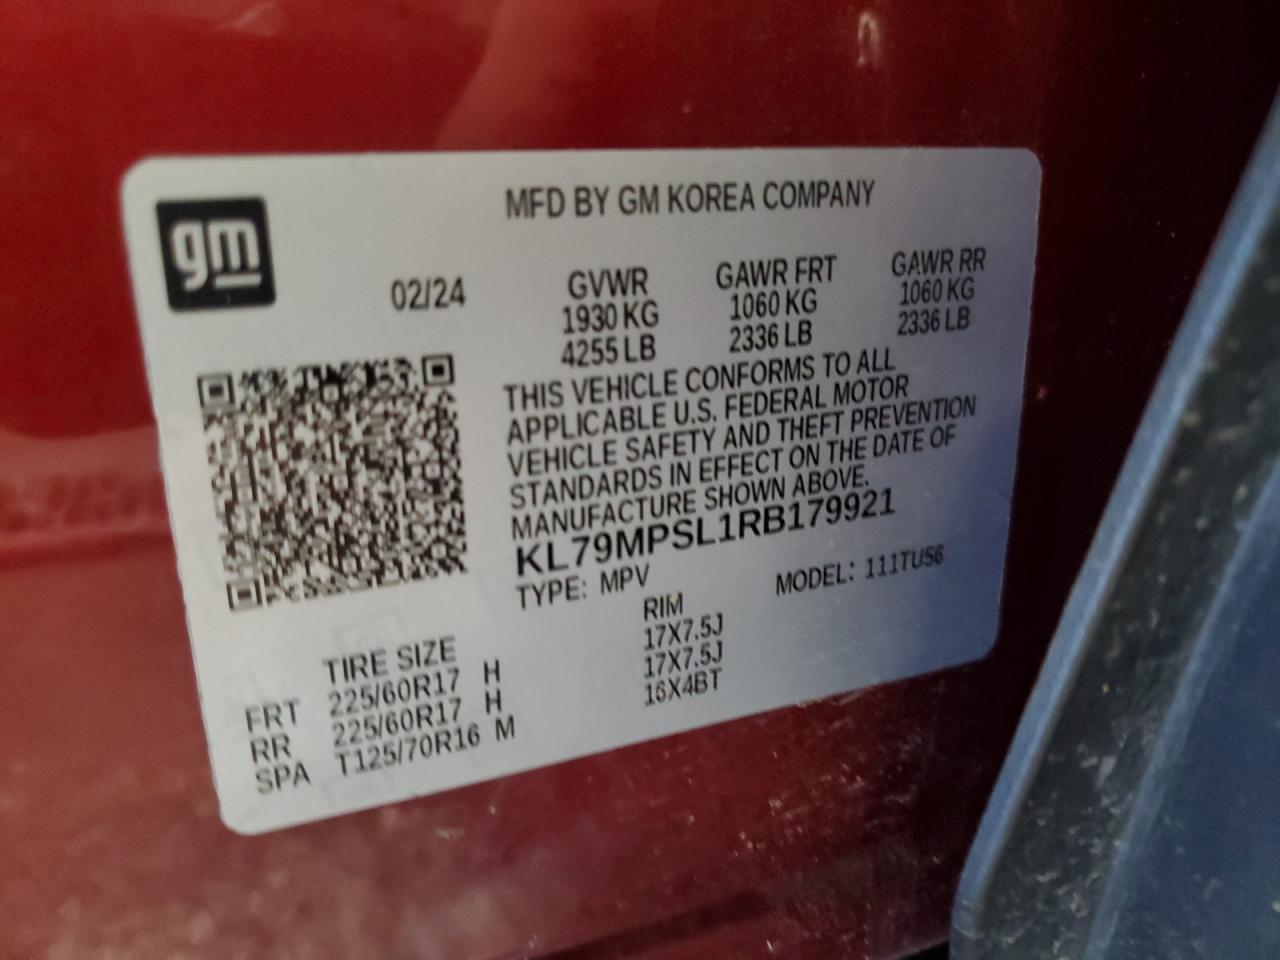 gm
MFD BY GM KOREA COMPANY
02/24 GVWR GAWR FRT GAWR RR
1930 KG 1060 KG 1060 KG
4255 LB 2336 LB 2336 LB
THIS VEHICLE CONFORMS TO ALL
APPLICABLE U.S. FEDERAL MOTOR
VEHICLE SAFETY AND THEFT PREVENTION
STANDARDS IN EFFECT ON THE DATE OF
MANUFACTURE SHOWN ABOVE.
KL79MPSL1RB179921
TYPE: MPV MODEL: 111TU56
TIRE SIZE RIM
FRT 225/60R17 H 17X7.5J
RR 225/60R17 H 17X7.5J
SPA T125/70R16 M 16X4BT